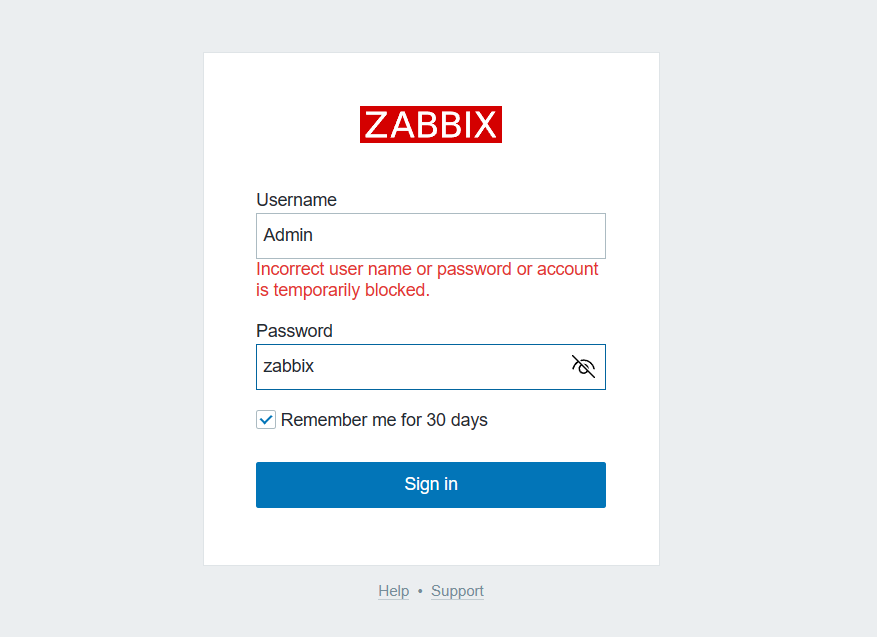 ZABBIX
Username
Admin
Incorrect user name or password or account
is temporarily blocked.
Password
zabbix
Remember me for 30 days
Sign in
Help • Support